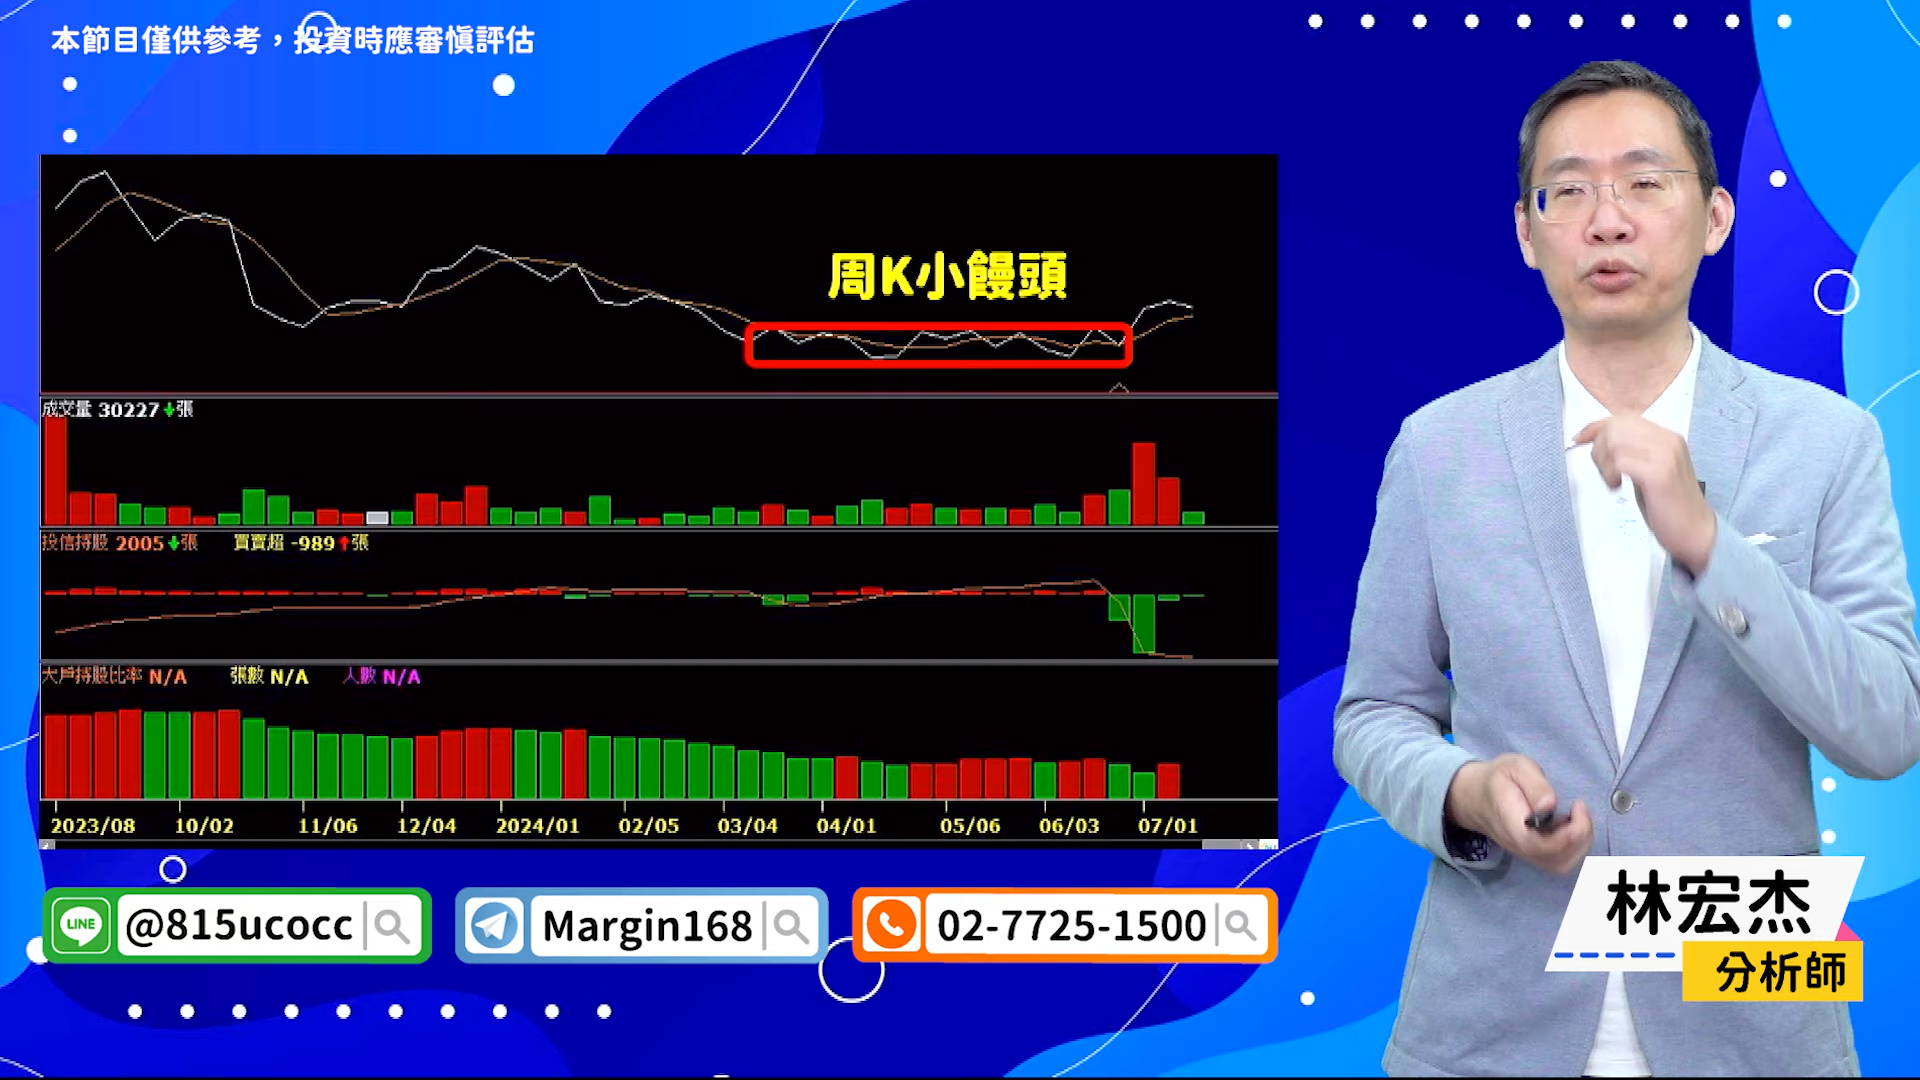 本節目僅供參考，投資時應審慎評估
周K小饅頭
成交量 30227↓張
投信持股 2005↓張 買賣超 -989↑張
大戶持股比率 N/A 張數 N/A 人數 N/A
2023/08 10/02 11/06 12/04 2024/01 02/05 03/04 04/01 05/06 06/03 07/01
LINE @815ucocc
Margin168
02-7725-1500
林宏杰
分析師